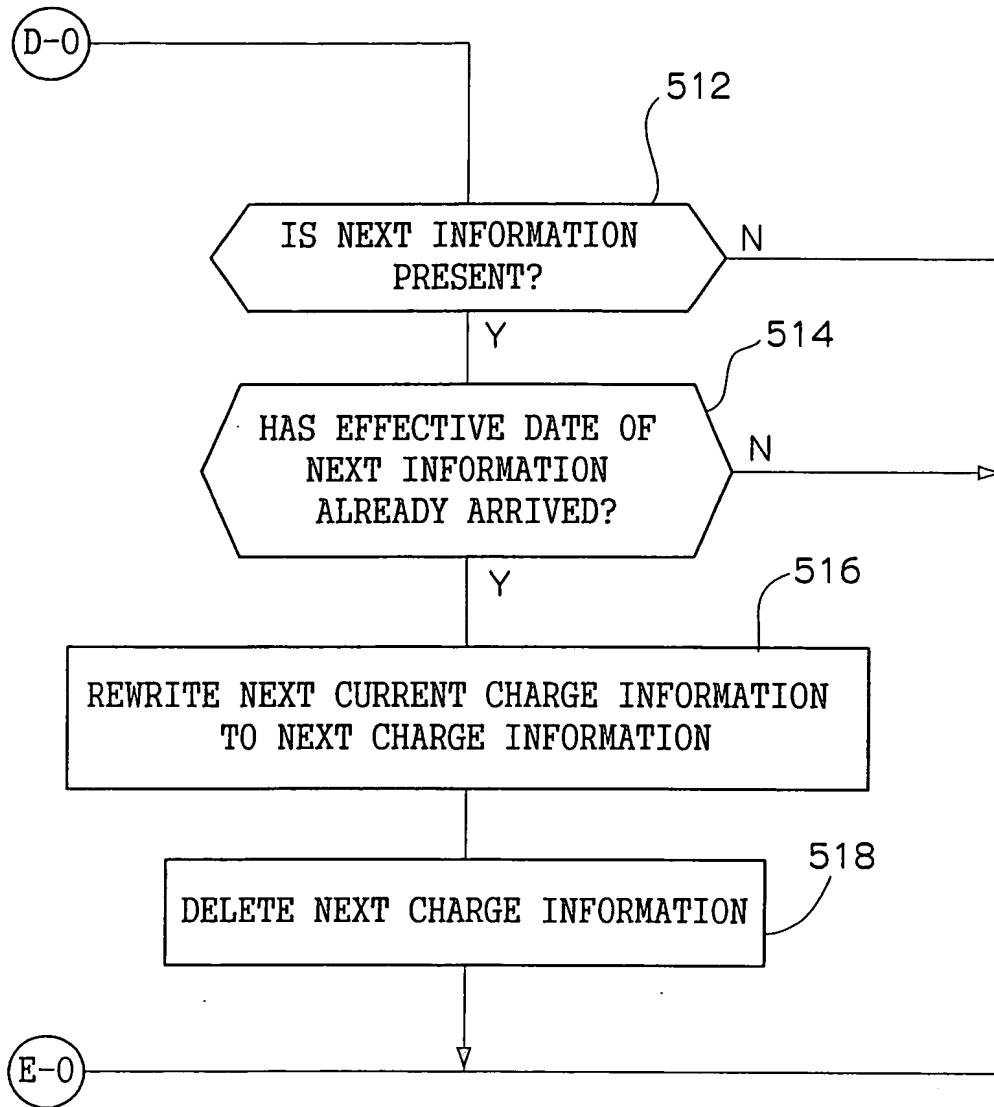 D-0
512
IS NEXT INFORMATION
PRESENT?
N
Y
514
HAS EFFECTIVE DATE OF
NEXT INFORMATION
ALREADY ARRIVED?
N
Y
516
REWRITE NEXT CURRENT CHARGE INFORMATION
TO NEXT CHARGE INFORMATION
518
DELETE NEXT CHARGE INFORMATION
E-0